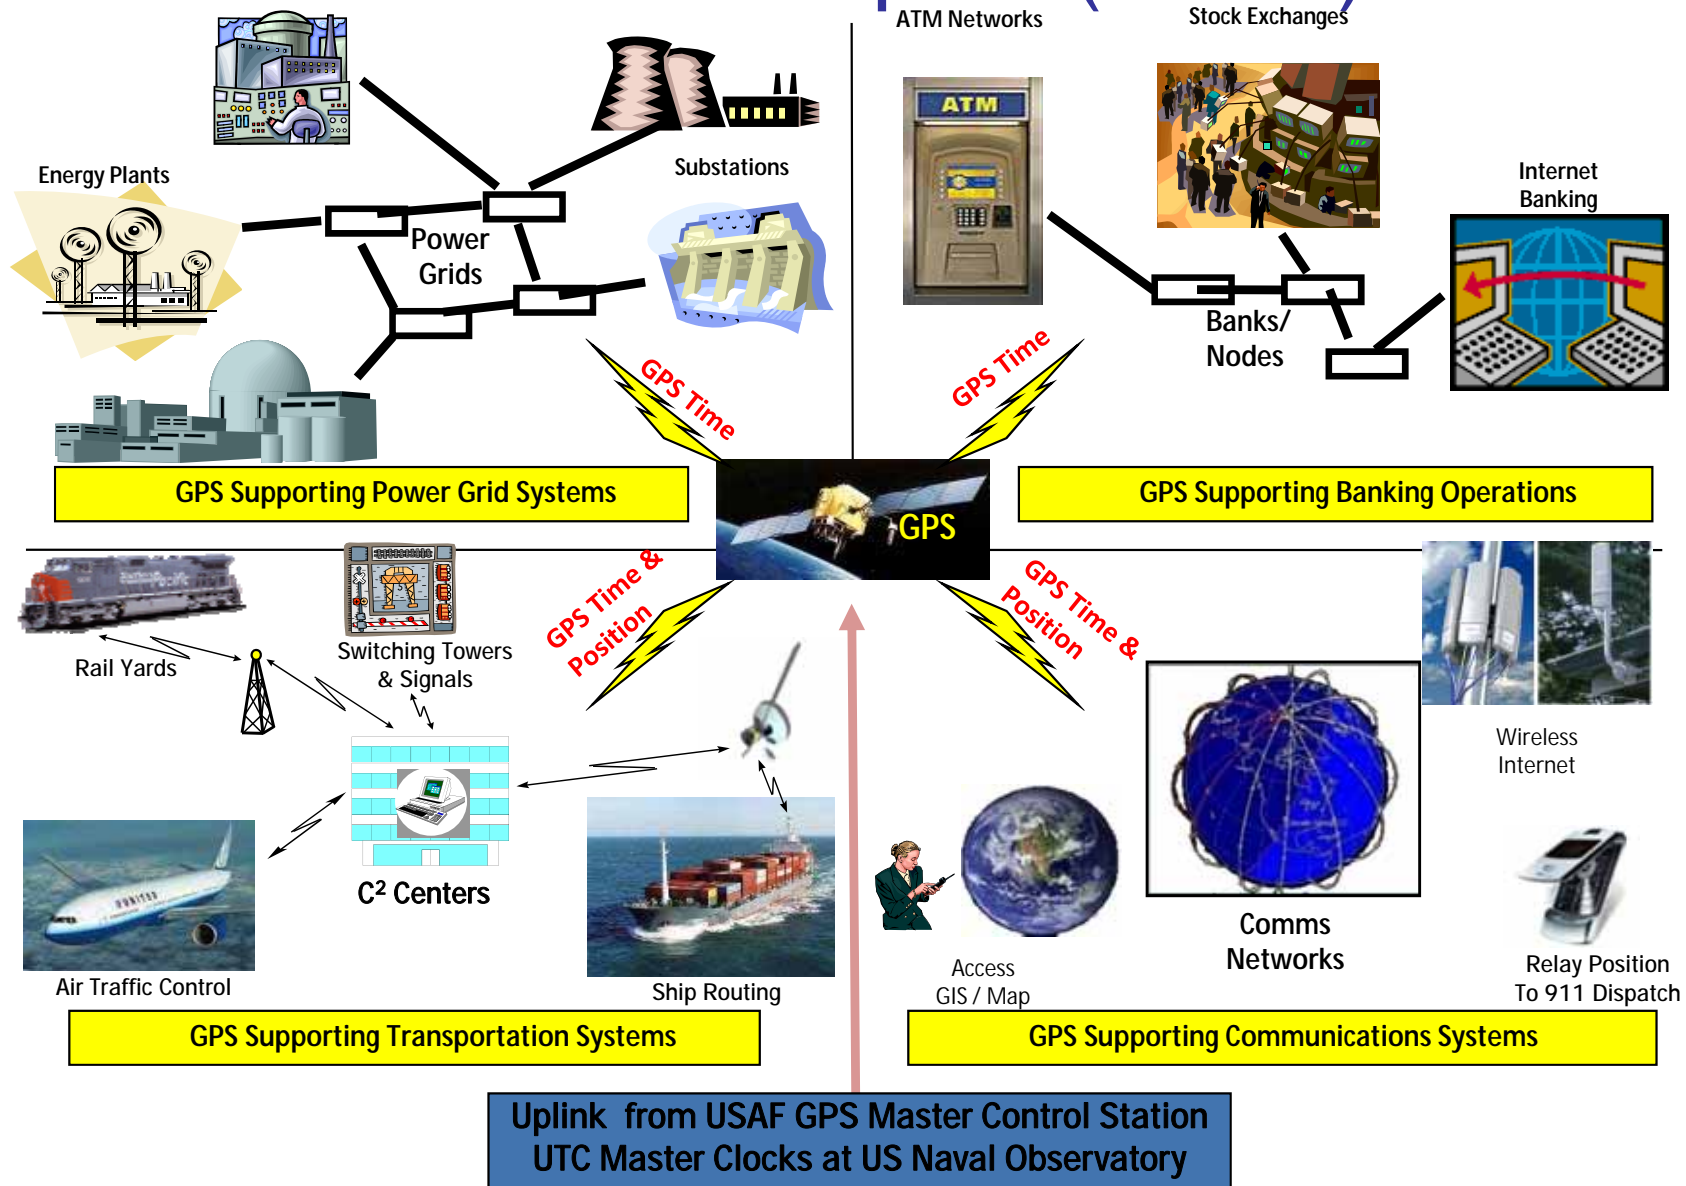 ATM Networks
Stock Exchanges
ATM
Energy Plants
Substations
Internet
Banking
Power
Grids
Banks/
Nodes
GPS Time
GPS Time
GPS Supporting Power Grid Systems
GPS
GPS Supporting Banking Operations
GPS Time &
Position
GPS Time &
Position
Rail Yards
Switching Towers
& Signals
Wireless
Internet
C² Centers
UNITED
Comms
Networks
Air Traffic Control
Ship Routing
Access
GIS / Map
Relay Position
To 911 Dispatch
GPS Supporting Transportation Systems
GPS Supporting Communications Systems
Uplink from USAF GPS Master Control Station
UTC Master Clocks at US Naval Observatory